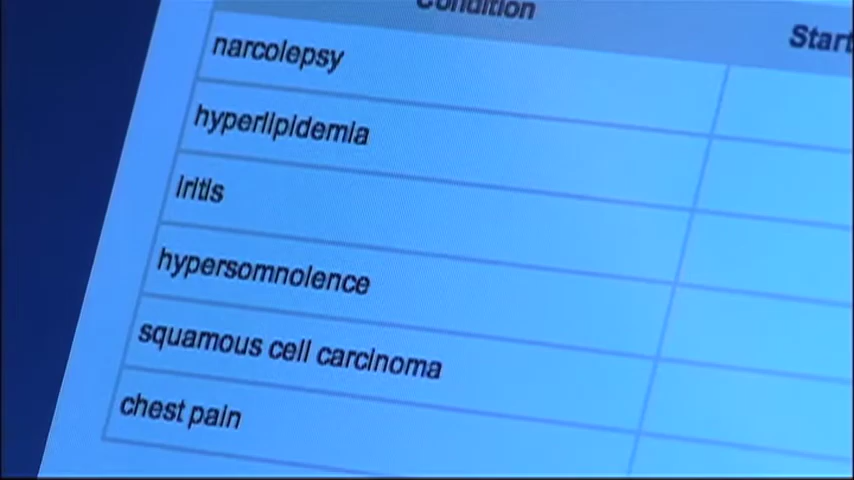 Condition
Start
narcolepsy
hyperlipidemia
iritis
hypersomnolence
squamous cell carcinoma
chest pain